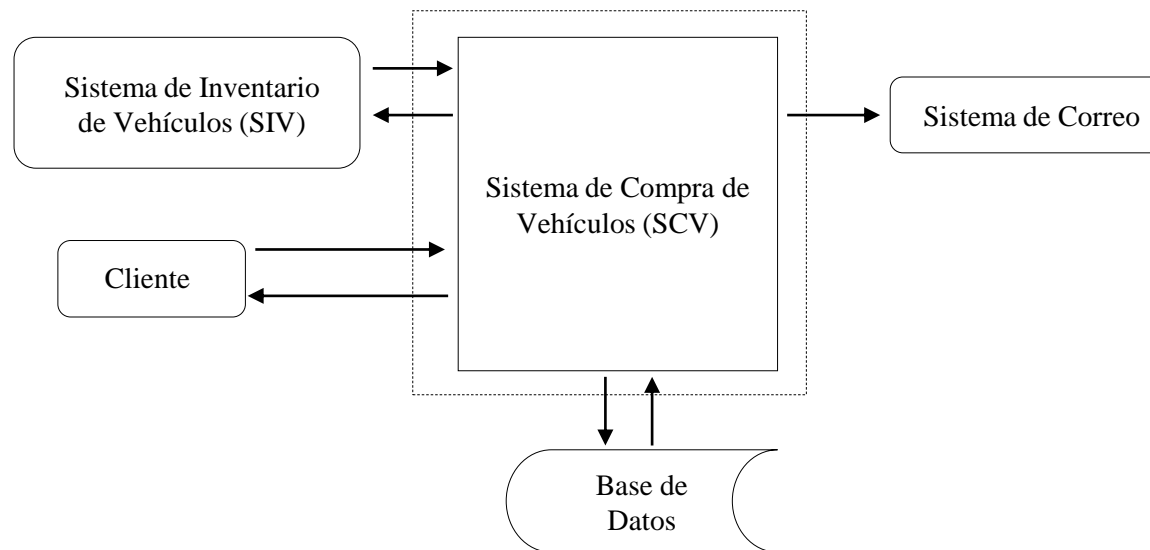 Sistema de Inventario
de Vehículos (SIV)
Sistema de Correo
Sistema de Compra de
Vehículos (SCV)
Cliente
Base de
Datos